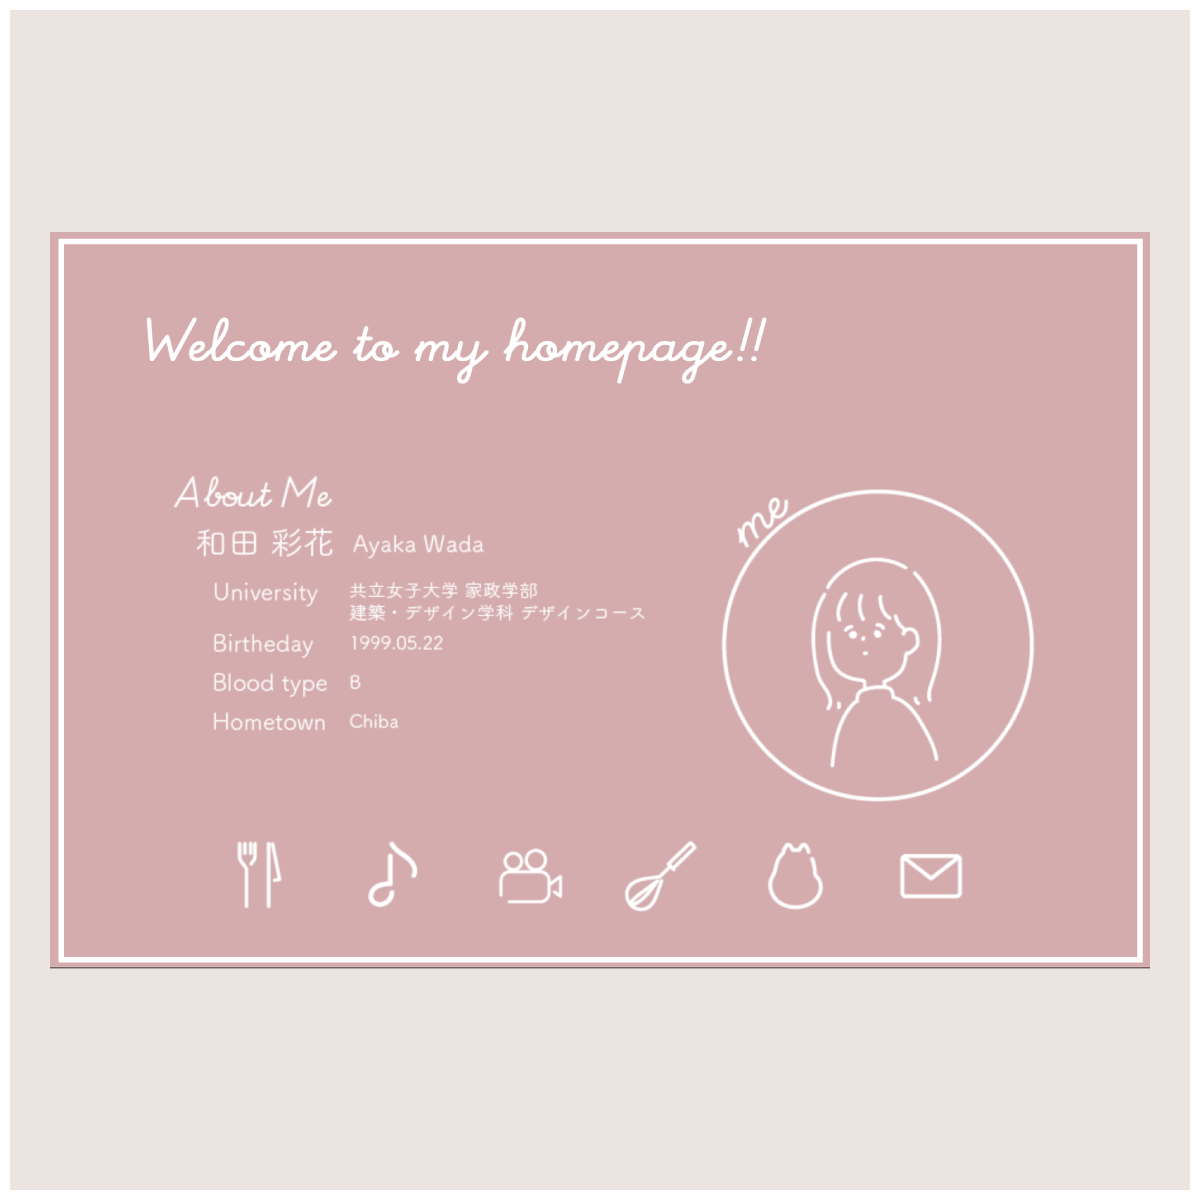 Welcome to my homepage!!
About Me
和田 彩花 Ayaka Wada
me
University 共立女子大学 家政学部
建築・デザイン学科 デザインコース
Birtheday 1999.05.22
Blood type B
Hometown Chiba